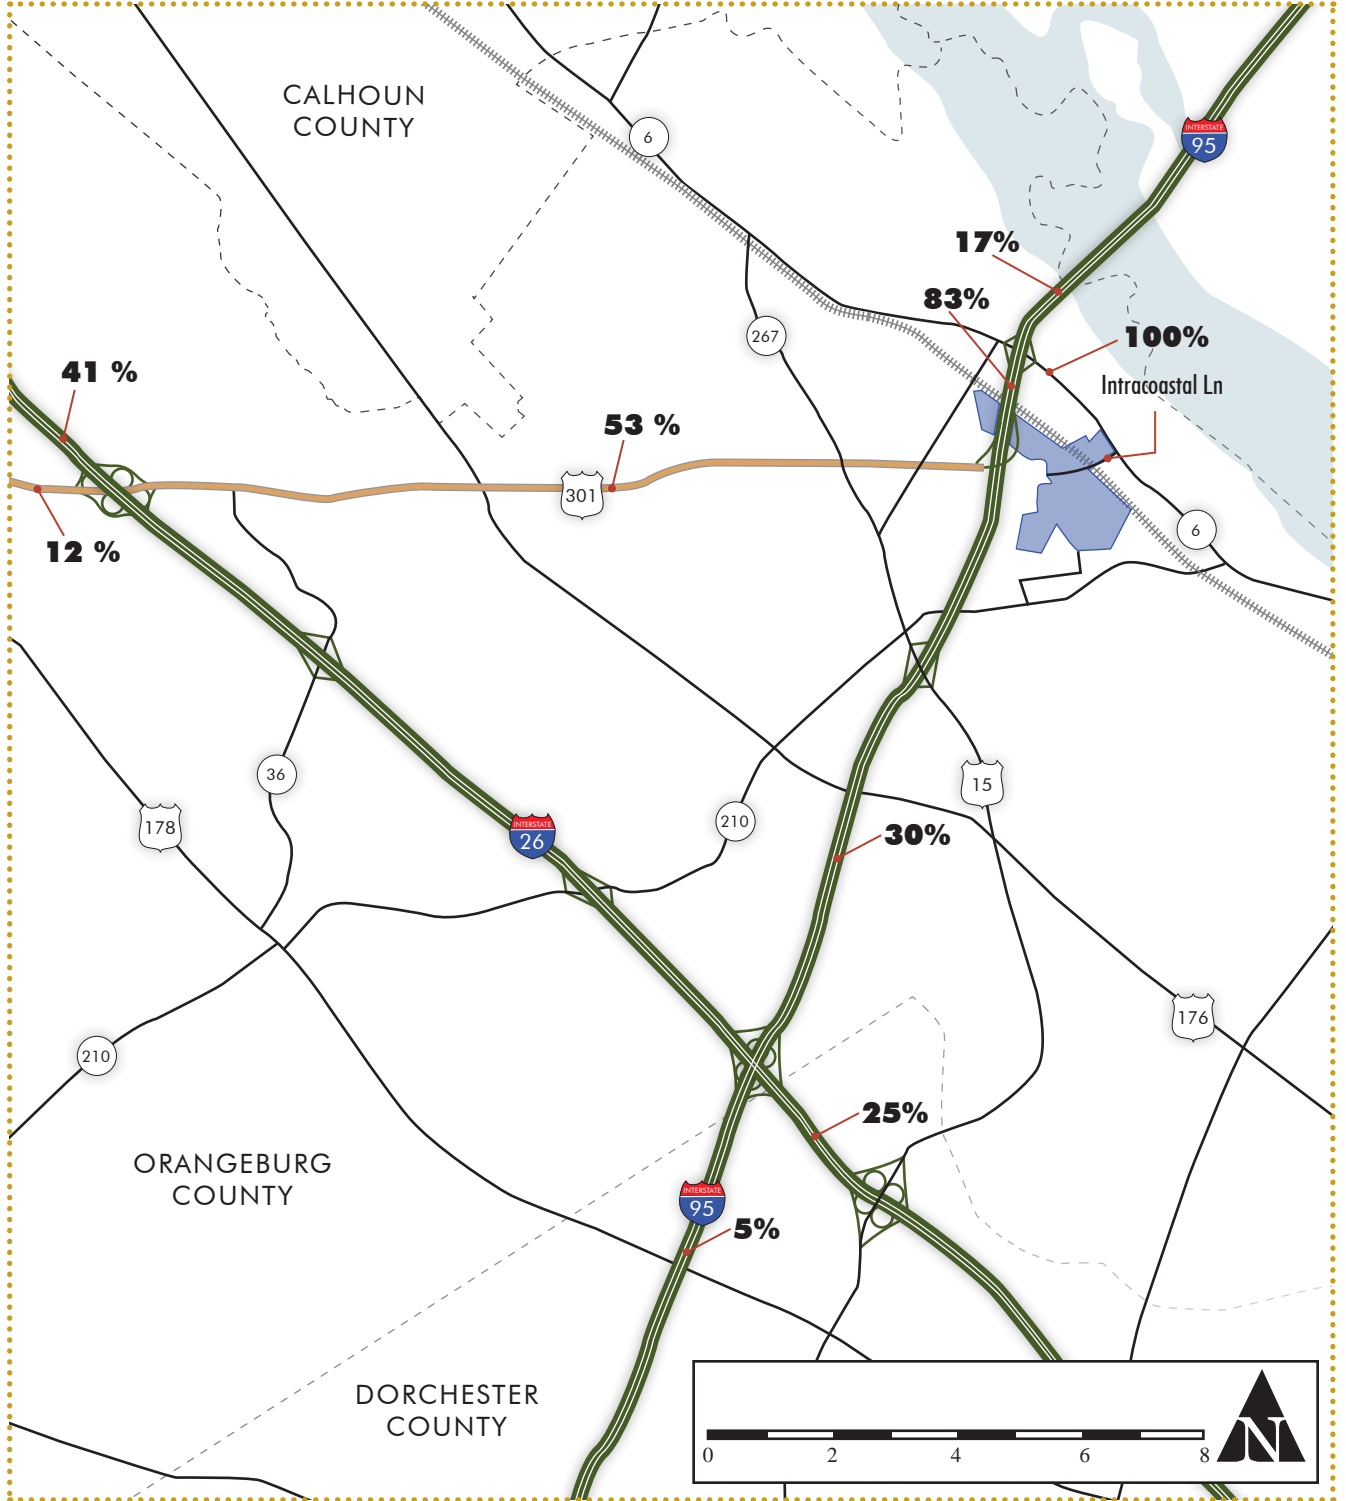 CALHOUN
COUNTY
6
INTERSTATE
95
17%
83%
267
100%
Intracoastal Ln
41 %
53 %
301
12 %
6
36
15
178
INTERSTATE
26
210
30%
176
210
25%
ORANGEBURG
COUNTY
INTERSTATE
95
5%
DORCHESTER
COUNTY
0 2 4 6 8
N